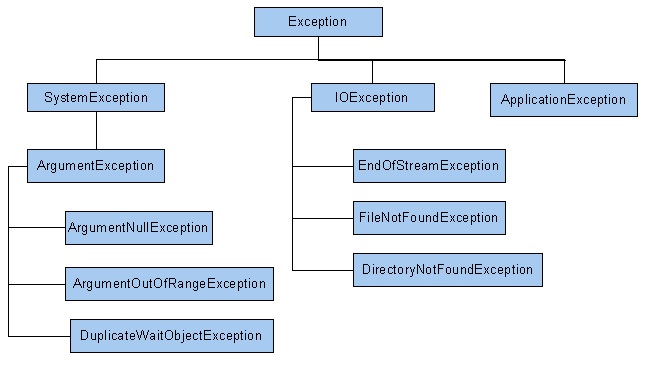 Exception
SystemException
IOException
ApplicationException
ArgumentException
EndOfStreamException
ArgumentNullException
FileNotFoundException
ArgumentOutOfRangeException
DirectoryNotFoundException
DuplicateWaitObjectException